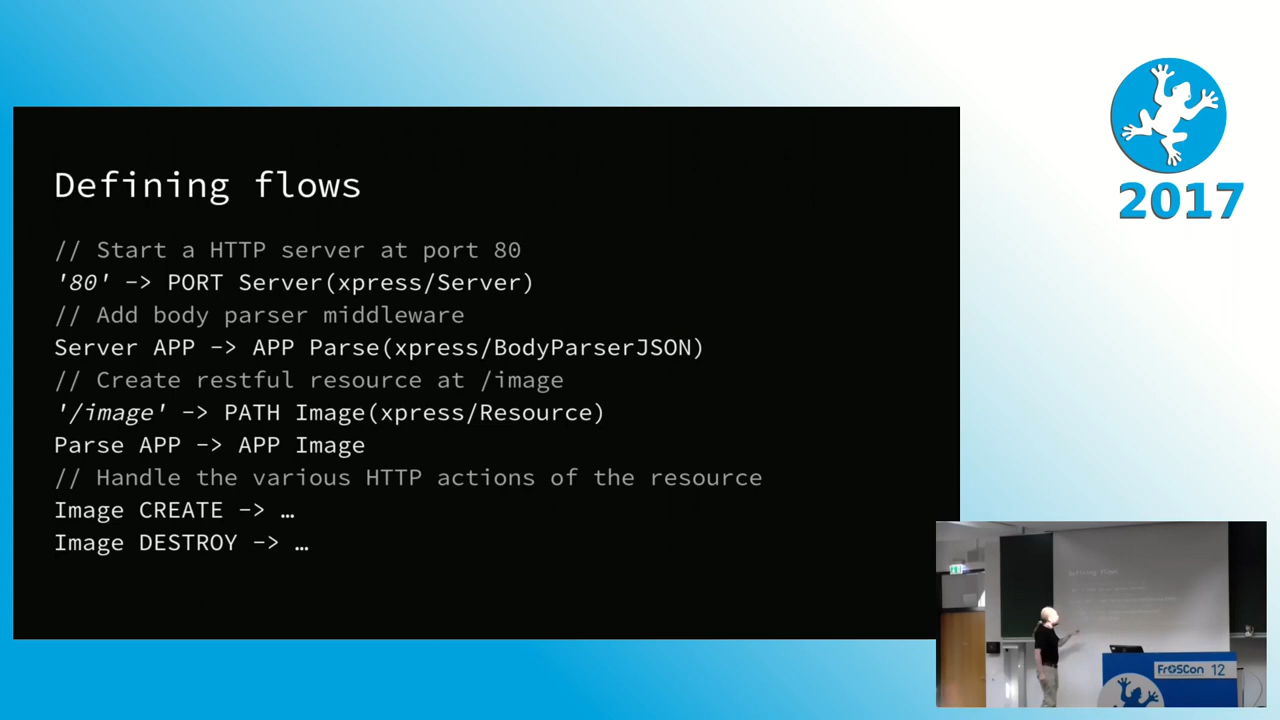 Defining flows
// Start a HTTP server at port 80
'80' -> PORT Server(xpress/Server)
// Add body parser middleware
Server APP -> APP Parse(xpress/BodyParserJSON)
// Create restful resource at /image
'/image' -> PATH Image(xpress/Resource)
Parse APP -> APP Image
// Handle the various HTTP actions of the resource
Image CREATE -> …
Image DESTROY -> …
2017
Defining flows
FrOSCon 12